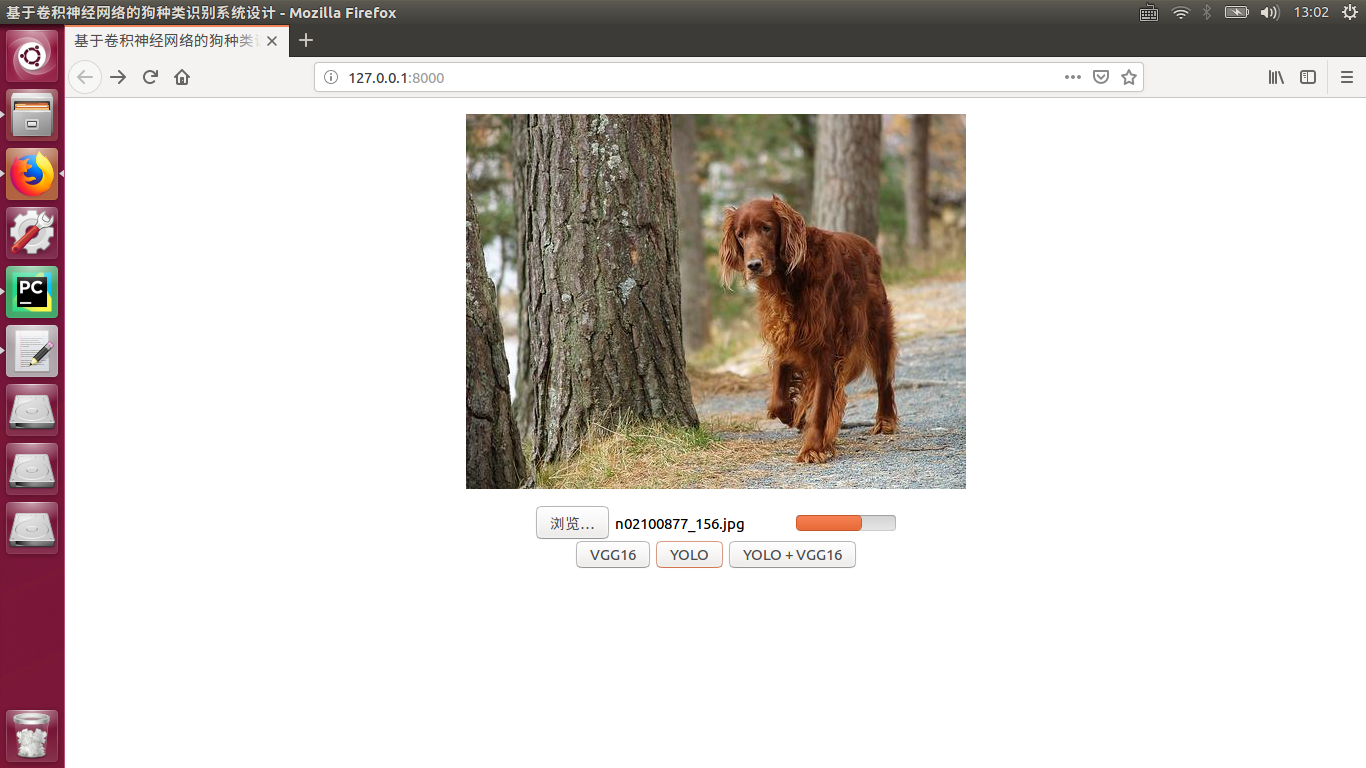 基于卷积神经网络的狗种类识别系统设计 - Mozilla Firefox
13:02
基于卷积神经网络的狗种类
127.0.0.1:8000
PC
浏览... n02100877_156.jpg
VGG16 YOLO YOLO + VGG16